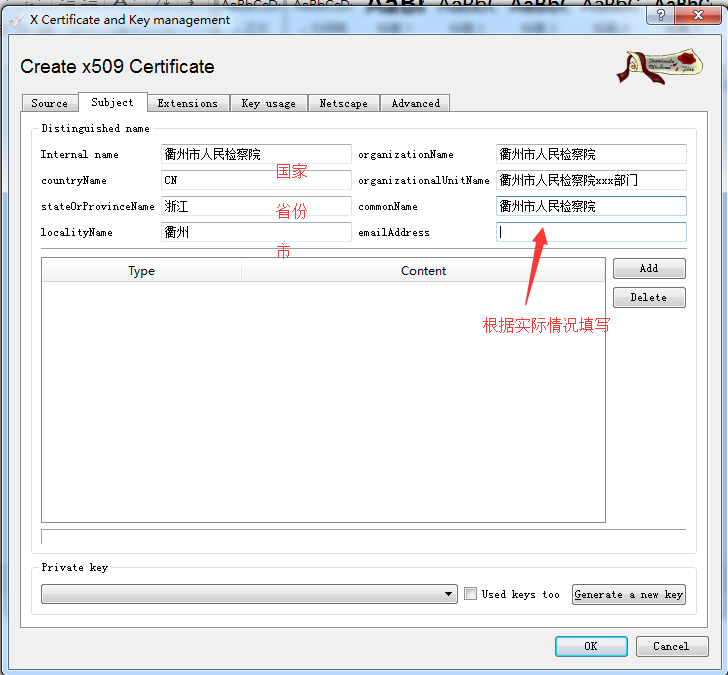 X Certificate and Key management
Create x509 Certificate
Source Subject Extensions Key usage Netscape Advanced
Distinguished name
Internal name 衢州市人民检察院 organizationName 衢州市人民检察院
国家
countryName CN organizationalUnitName 衢州市人民检察院xxx部门
stateOrProvinceName 浙江 省份 commonName 衢州市人民检察院
localityName 衢州 emailAddress
市
Type Content Add
Delete
根据实际情况填写
Private key
Used keys too Generate a new key
OK Cancel